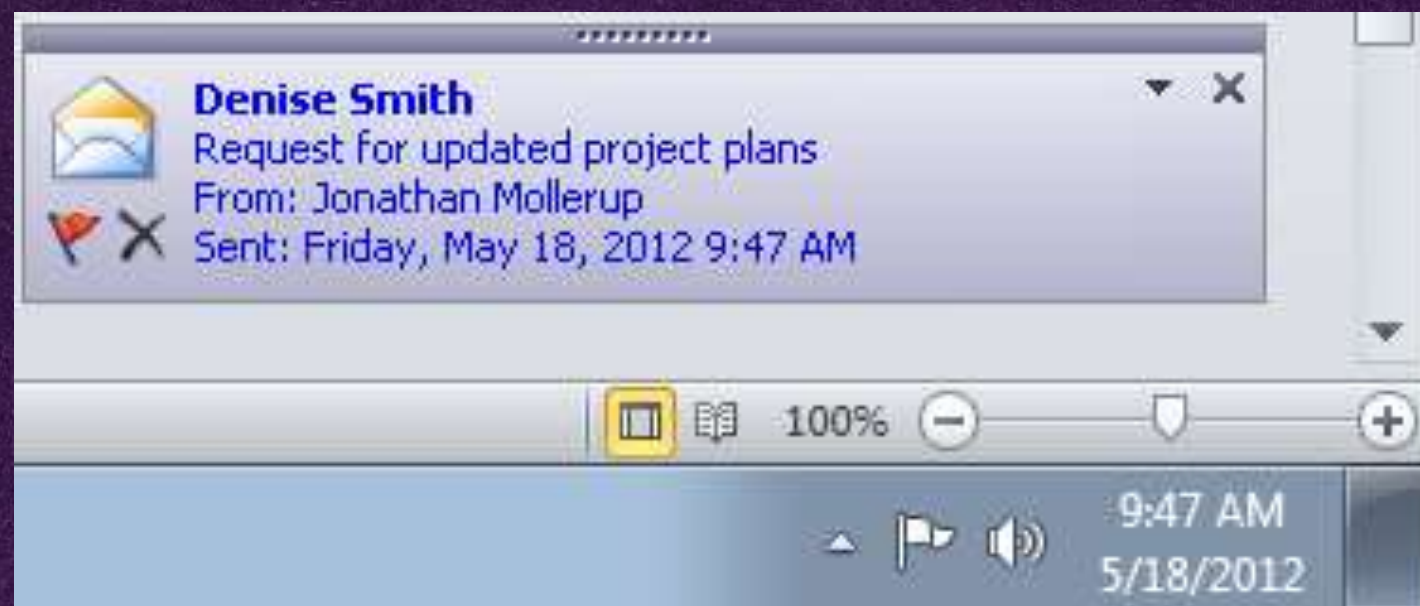 Denise Smith
Request for updated project plans
From: Jonathan Mollerup
Sent: Friday, May 18, 2012 9:47 AM
100%
9:47 AM
5/18/2012